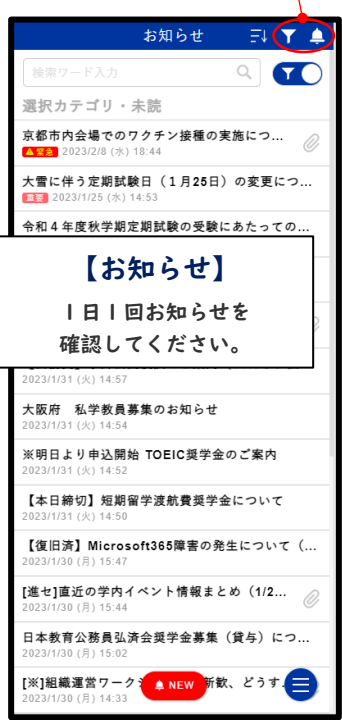 お知らせ
検索ワード入力
選択カテゴリ・未読
京都市内会場でのワクチン接種の実施につ...
緊急 2023/2/8 (水) 18:44
大雪に伴う定期試験日（１月25日）の変更につ...
重要 2023/1/25 (水) 14:53
令和４年度秋学期定期試験の受験にあたっての...
【お知らせ】
1日1回お知らせを
確認してください。
2023/1/31 (火) 14:57
大阪府　私学教員募集のお知らせ
2023/1/31 (火) 14:54
※明日より申込開始 TOEIC奨学金のご案内
2023/1/31 (火) 14:52
【本日締切】短期留学渡航費奨学金について
2023/1/31 (火) 14:50
【復旧済】Microsoft365障害の発生について（...
2023/1/30 (月) 15:47
[進セ]直近の学内イベント情報まとめ（1/2...
2023/1/30 (月) 15:44
日本教育公務員弘済会奨学金募集（貸与）につ...
2023/1/30 (月) 15:02
[※]組織運営ワーク 新歓、どうす...
NEW
2023/1/30 (月) 14:33